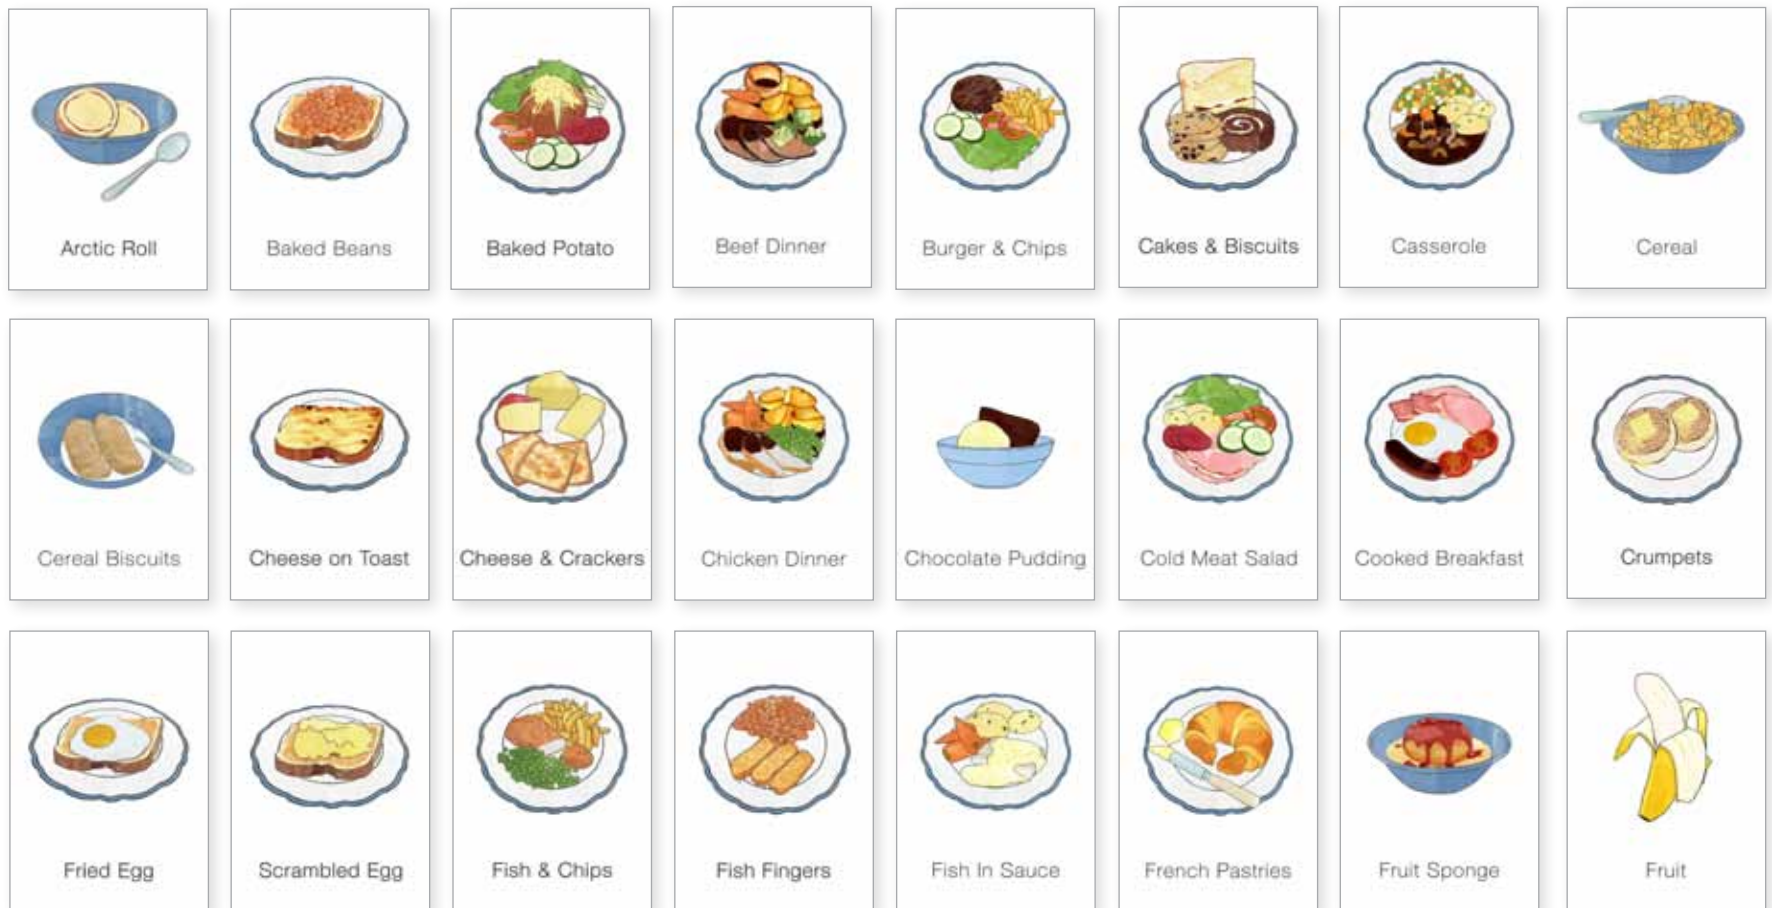 Arctic Roll
Baked Beans
Baked Potato
Beef Dinner
Burger & Chips
Cakes & Biscuits
Casserole
Cereal
Cereal Biscuits
Cheese on Toast
Cheese & Crackers
Chicken Dinner
Chocolate Pudding
Cold Meat Salad
Cooked Breakfast
Crumpets
Fried Egg
Scrambled Egg
Fish & Chips
Fish Fingers
Fish In Sauce
French Pastries
Fruit Sponge
Fruit